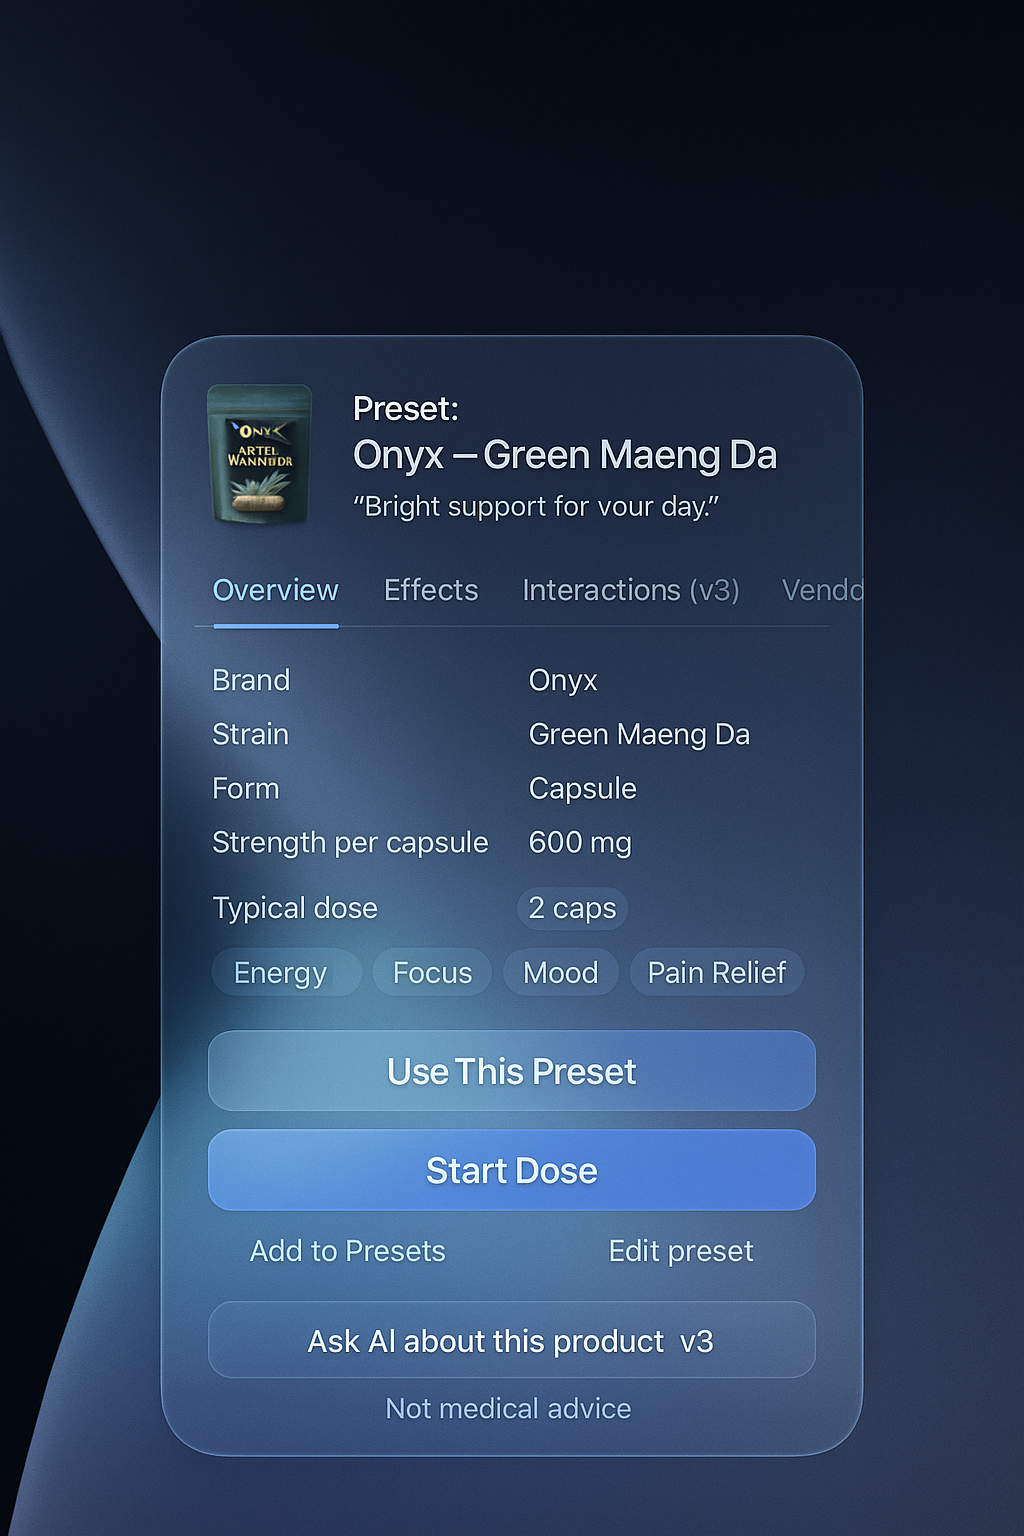 ONYX
ARTEL
Preset:
Onyx – Green Maeng Da
“Bright support for vour day.”
Overview Effects Interactions (v3) Vendd
Brand Onyx
Strain Green Maeng Da
Form Capsule
Strength per capsule 600 mg
Typical dose 2 caps
Energy Focus Mood Pain Relief
Use This Preset
Start Dose
Add to Presets Edit preset
Ask AI about this product v3
Not medical advice